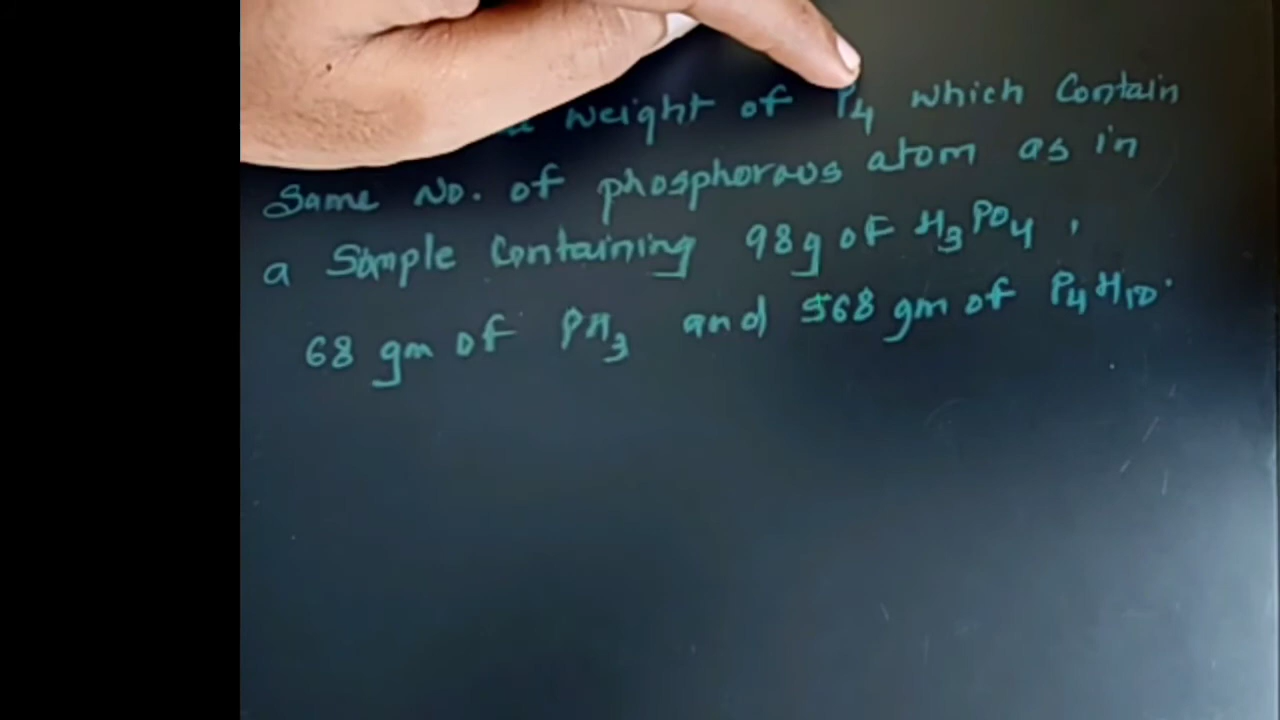 weight of P4 which Contain
Same No. of phosphorous atom as in
a Sample Containing 98g of H3PO4,
68 gm of PH3 and 568 gm of P4H10.